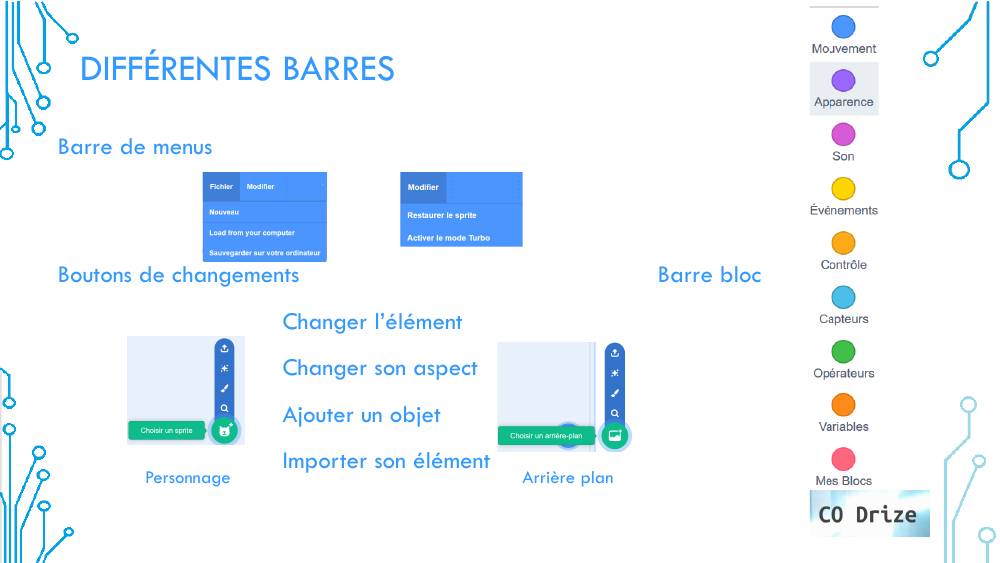 DIFFÉRENTES BARRES
Barre de menus
Fichier Modifier
Nouveau
Load from your computer
Sauvegarder sur votre ordinateur
Modifier
Restaurer le sprite
Activer le mode Turbo
Boutons de changements
Changer l’élément
Changer son aspect
Ajouter un objet
Importer son élément
Choisir un sprite
Personnage
Choisir un arrière-plan
Arrière plan
Barre bloc
Mouvement
Apparence
Son
Événements
Contrôle
Capteurs
Opérateurs
Variables
Mes Blocs
CO Drize